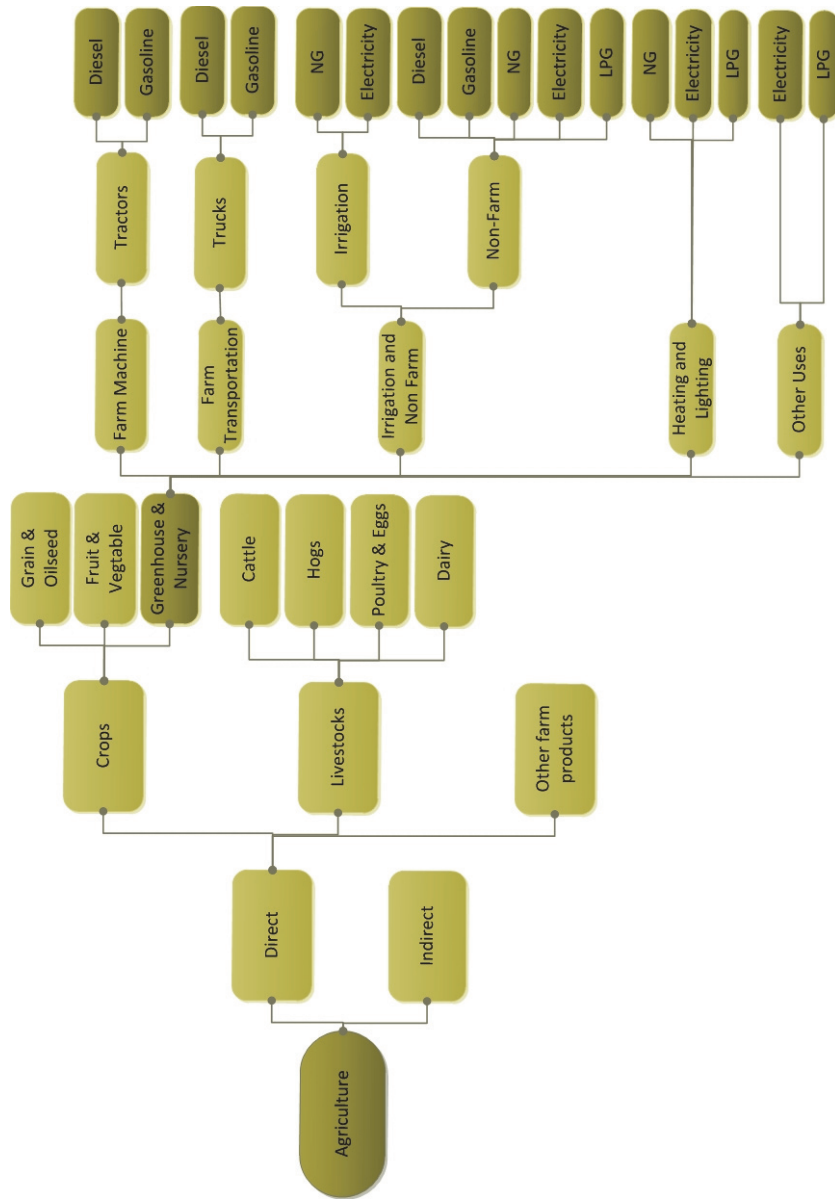 Agriculture
Direct
Indirect
Crops
Livestocks
Other farm
products
Grain &
Oilseed
Fruit &
Vegtable
Greenhouse &
Nursery
Cattle
Hogs
Poultry & Eggs
Dairy
Farm Machine
Farm
Transportation
Irrigation and
Non Farm
Heating and
Lighting
Other Uses
Tractors
Trucks
Irrigation
Non-Farm
Diesel
Gasoline
Diesel
Gasoline
NG
Electricity
Diesel
Gasoline
NG
Electricity
LPG
NG
Electricity
LPG
Electricity
LPG